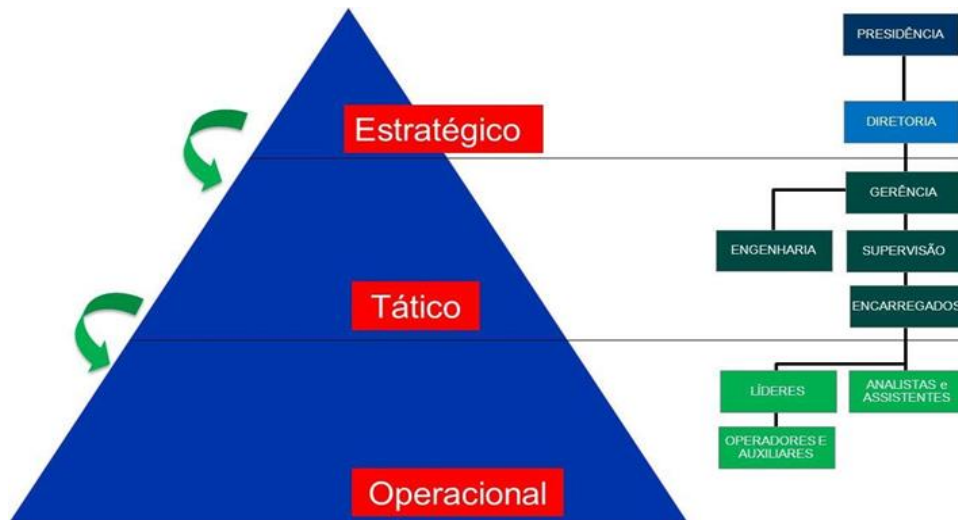 Estratégico
Tático
Operacional
PRESIDÊNCIA
DIRETORIA
GERÊNCIA
ENGENHARIA
SUPERVISÃO
ENCARREGADOS
LÍDERES
ANALISTAS e
ASSISTENTES
OPERADORES E
AUXILIARES